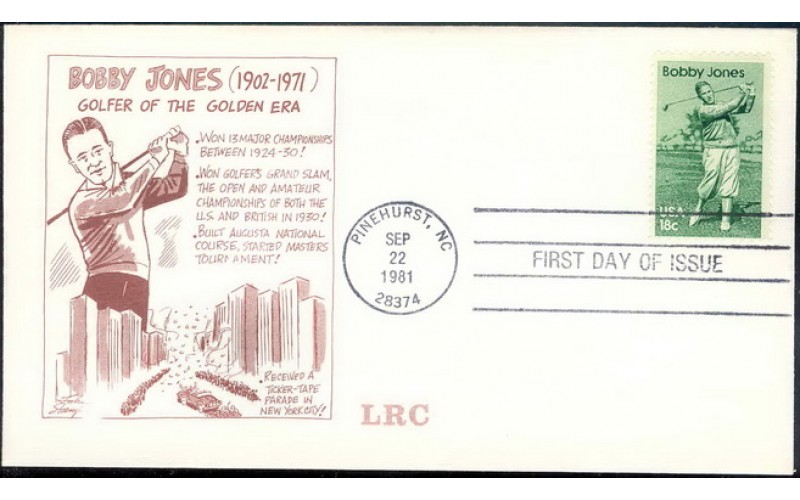 BOBBY JONES (1902-1971)
GOLFER OF THE GOLDEN ERA
• WON 13 MAJOR CHAMPIONSHIPS
BETWEEN 1924-30!
• WON GOLFER'S GRAND SLAM,
THE OPEN AND AMATEUR
CHAMPIONSHIPS OF BOTH THE
U.S. AND BRITISH IN 1930!
• BUILT AUGUSTA NATIONAL
COURSE, STARTED MASTERS
TOURNAMENT!
• RECEIVED A
TICKER-TAPE
PARADE IN
NEW YORK CITY!
LRC
PINEHURST, NC
SEP
22
1981
28374
FIRST DAY OF ISSUE
Bobby Jones
USA
18c